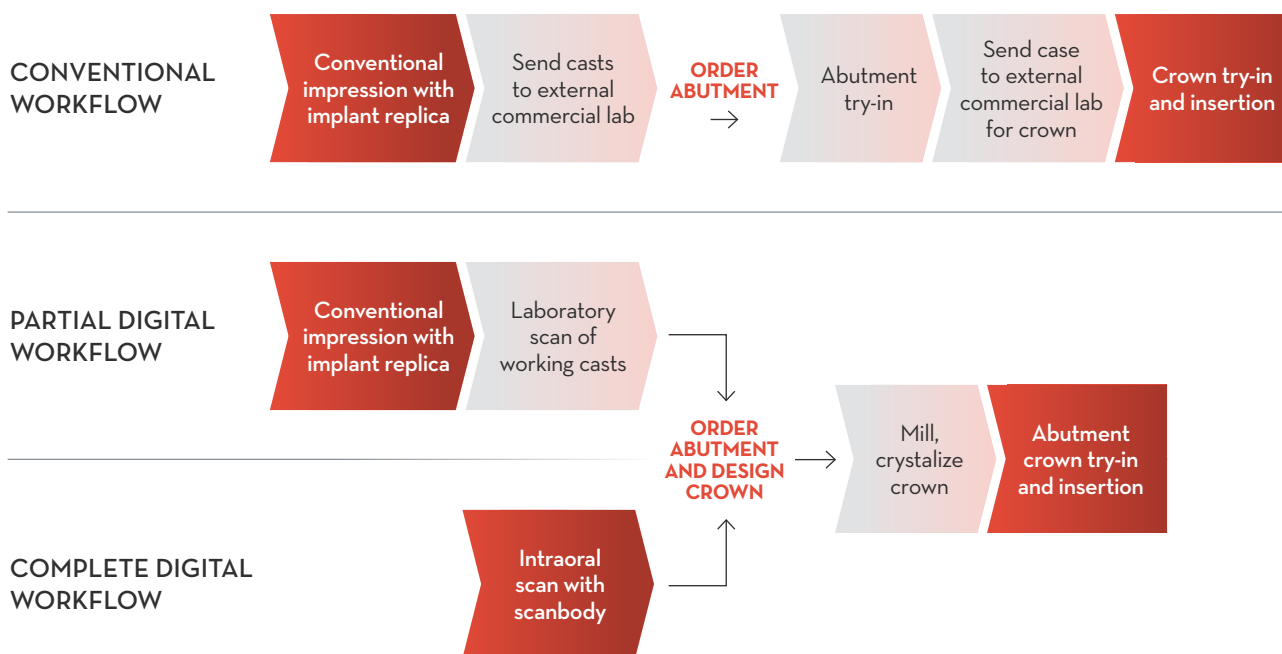 CONVENTIONAL
WORKFLOW
Conventional
impression with
implant replica
Send casts
to external
commercial lab
ORDER
ABUTMENT
Abutment
try-in
Send case
to external
commercial lab
for crown
Crown try-in
and insertion
PARTIAL DIGITAL
WORKFLOW
Conventional
impression with
implant replica
Laboratory
scan of
working casts
ORDER
ABUTMENT
AND DESIGN
CROWN
Mill,
crystalize
crown
Abutment
crown try-in
and insertion
COMPLETE DIGITAL
WORKFLOW
Intraoral
scan with
scanbody